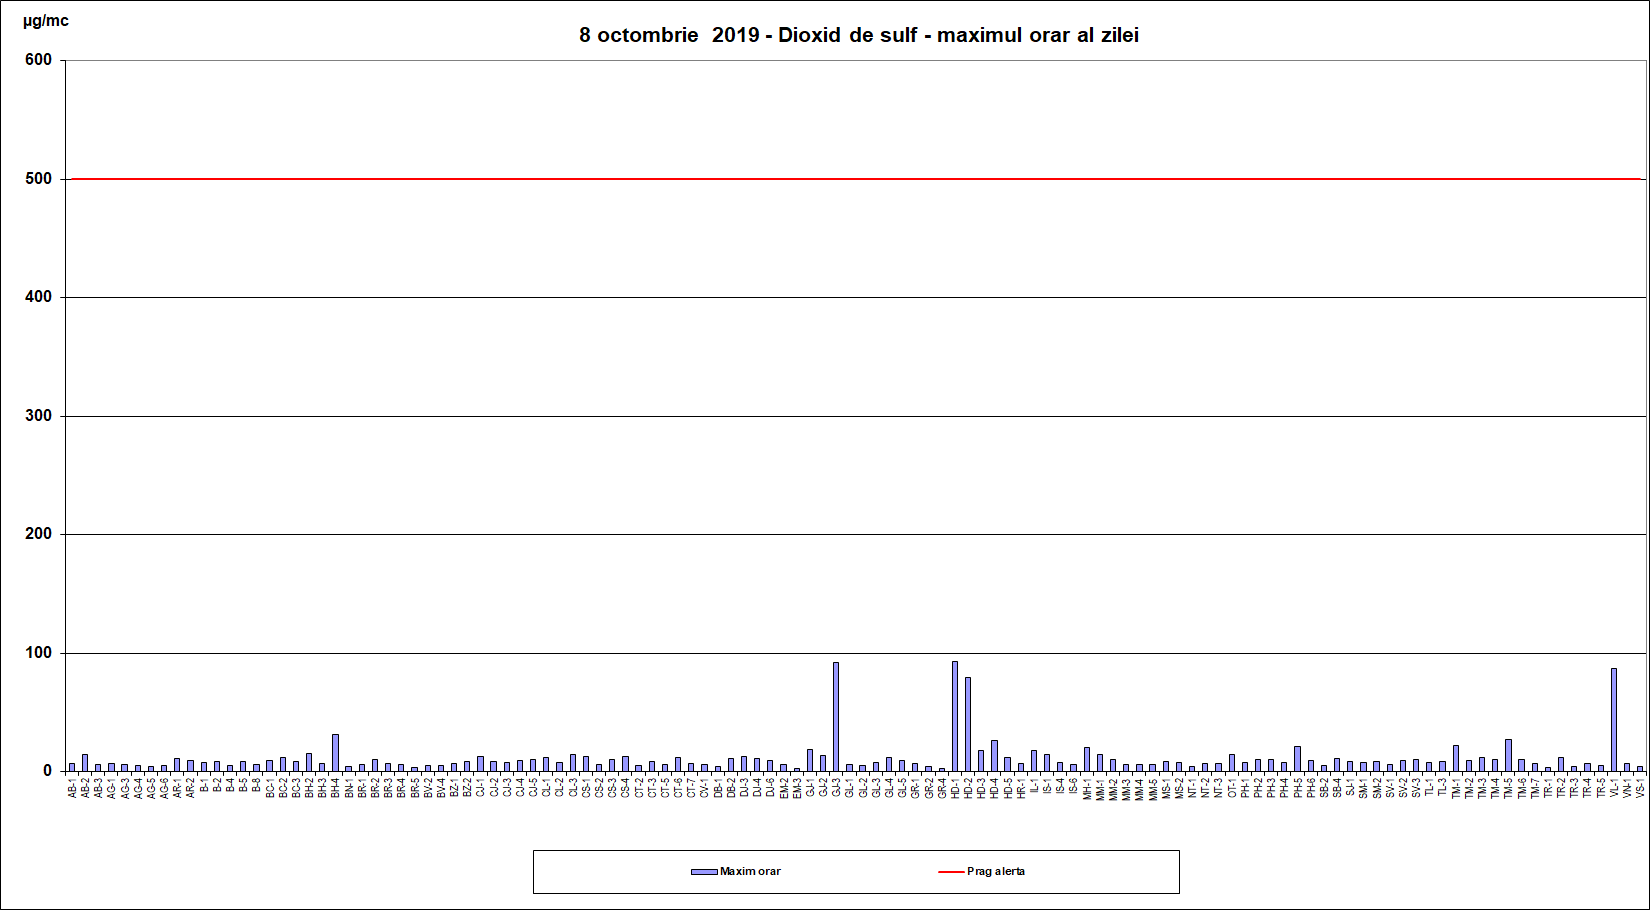 µg/mc
8 octombrie  2019 - Dioxid de sulf - maximul orar al zilei
600
500
400
300
200
100
0
AB-1
AB-2
AB-3
AG-1
AG-3
AG-4
AG-5
AG-6
AR-1
AR-2
B-1
B-2
B-4
B-5
B-8
BC-1
BC-2
BC-3
BH-2
BH-3
BH-4
BN-1
BR-1
BR-2
BR-3
BR-4
BR-5
BV-2
BV-4
BZ-1
BZ-2
CJ-1
CJ-2
CJ-3
CJ-4
CJ-5
CL-1
CL-2
CL-3
CS-1
CS-2
CS-3
CS-4
CT-2
CT-3
CT-5
CT-6
CT-7
CV-1
DB-1
DB-2
DJ-3
DJ-4
DJ-6
EM-2
EM-3
GJ-1
GJ-2
GJ-3
GL-1
GL-2
GL-3
GL-4
GL-5
GR-1
GR-2
GR-4
HD-1
HD-2
HD-3
HD-4
HD-5
HR-1
IL-1
IS-1
IS-4
IS-6
MH-1
MM-1
MM-2
MM-3
MM-4
MM-5
MS-1
MS-2
NT-1
NT-2
NT-3
OT-1
PH-1
PH-2
PH-3
PH-4
PH-5
PH-6
SB-2
SB-4
SJ-1
SM-1
SM-2
SV-1
SV-2
SV-3
TL-1
TL-3
TM-1
TM-2
TM-3
TM-4
TM-5
TM-6
TM-7
TR-1
TR-2
TR-3
TR-4
TR-5
VL-1
VN-1
VS-1
Maxim orar
Prag alerta